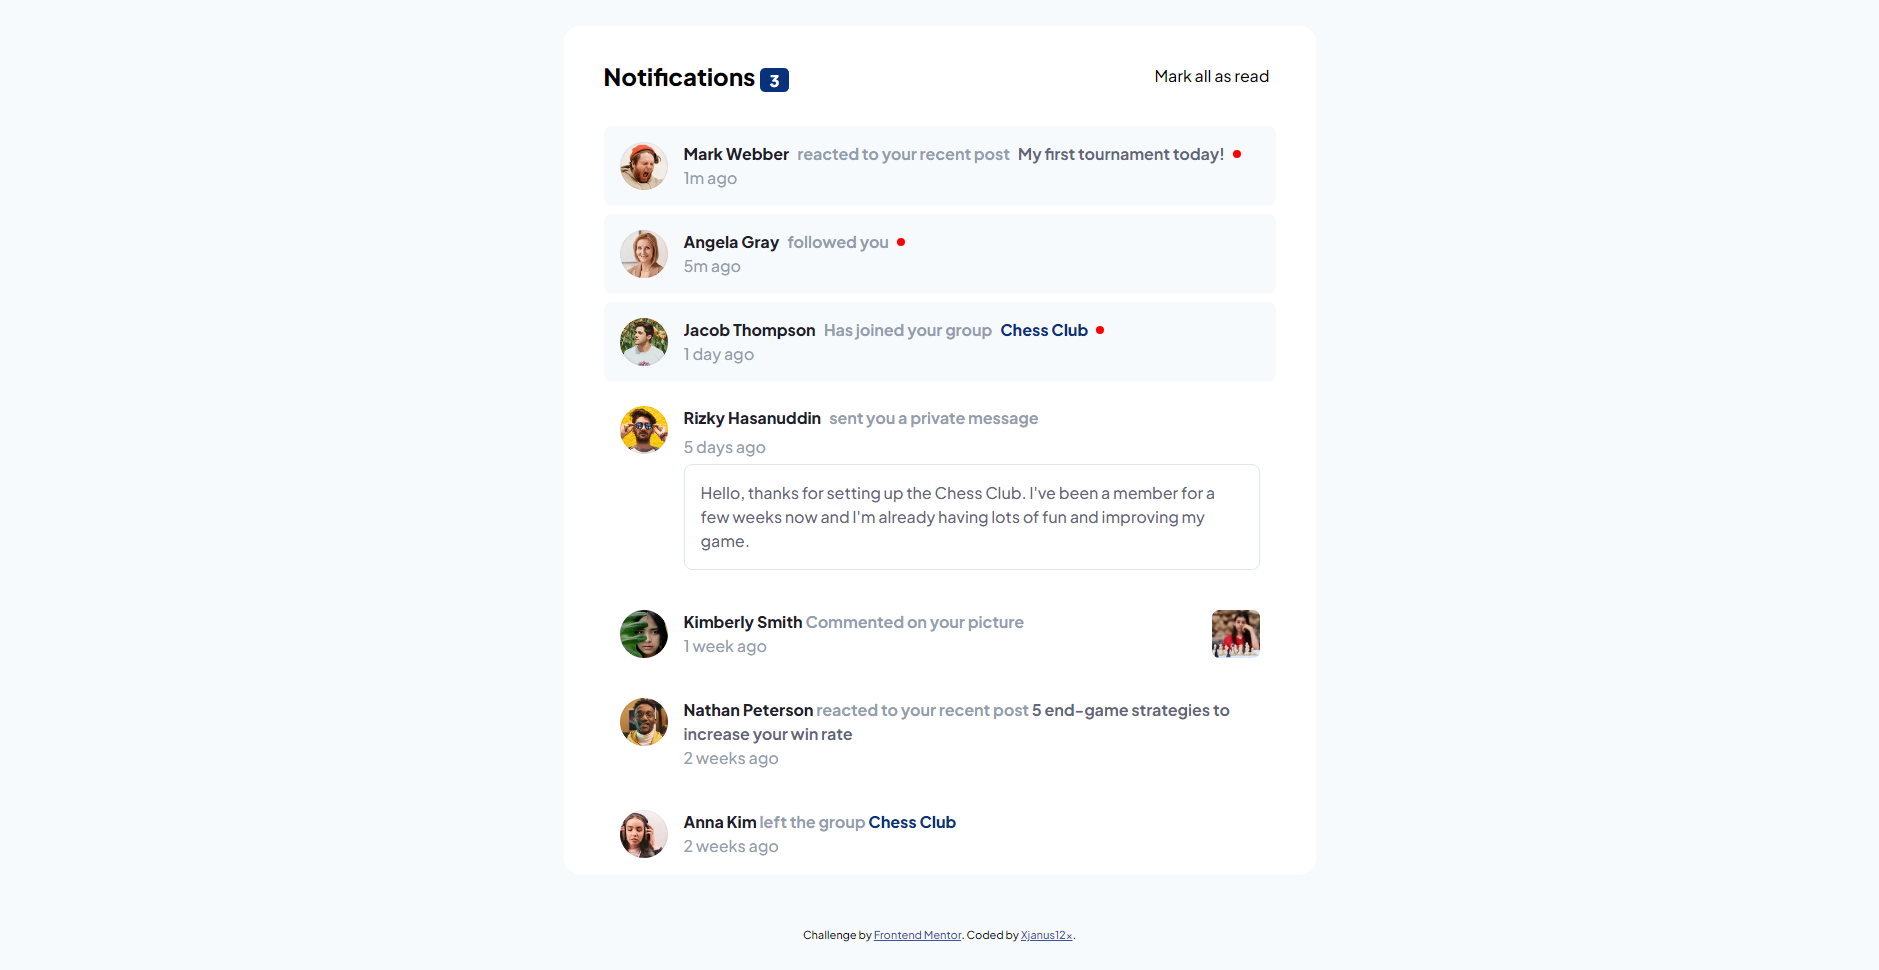 Notifications 3
Mark all as read
Mark Webber reacted to your recent post My first tournament today!
1m ago
Angela Gray followed you
5m ago
Jacob Thompson Has joined your group Chess Club
1 day ago
Rizky Hasanuddin sent you a private message
5 days ago
Hello, thanks for setting up the Chess Club. I've been a member for a
few weeks now and I'm already having lots of fun and improving my
game.
Kimberly Smith Commented on your picture
1 week ago
Nathan Peterson reacted to your recent post 5 end-game strategies to
increase your win rate
2 weeks ago
Anna Kim left the group Chess Club
2 weeks ago
Challenge by Frontend Mentor. Coded by Xjanus12x.